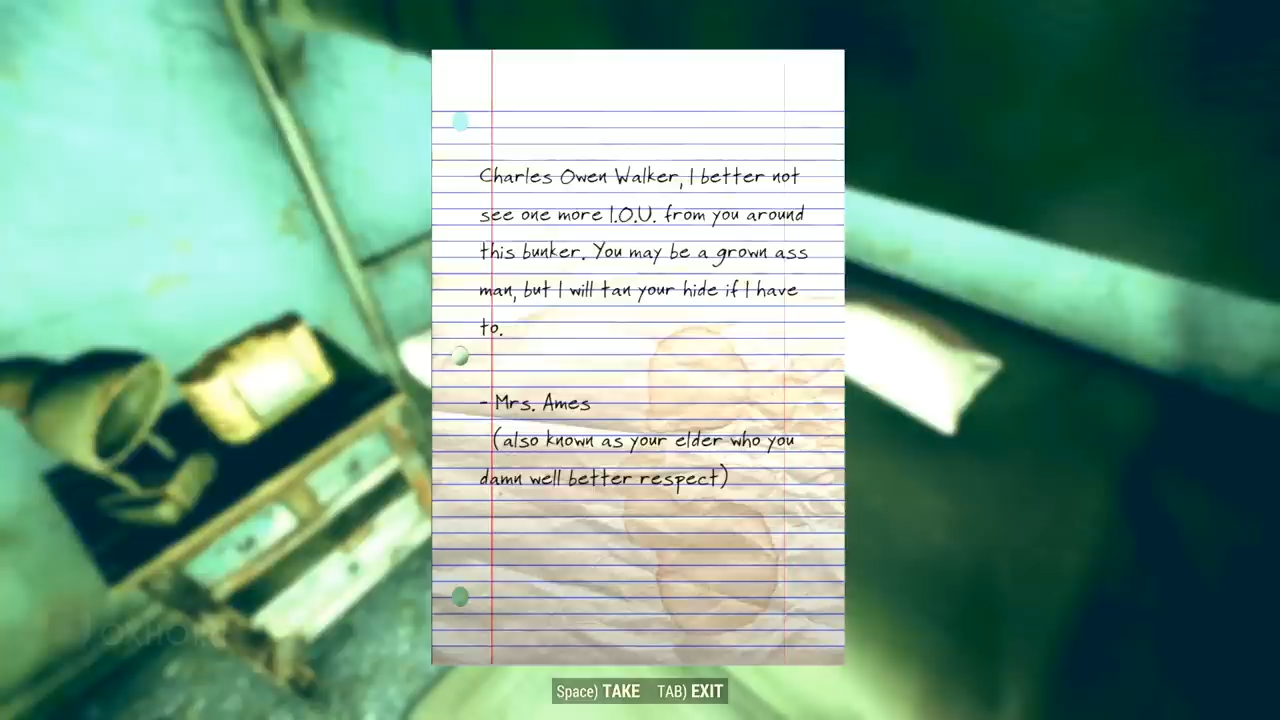 Charles Owen Walker, I better not
see one more I.O.U. from you around
this bunker. You may be a grown ass
man, but I will tan your hide if I have
to.
- Mrs. Ames
(also known as your elder who you
damn well better respect)
Space) TAKE TAB) EXIT